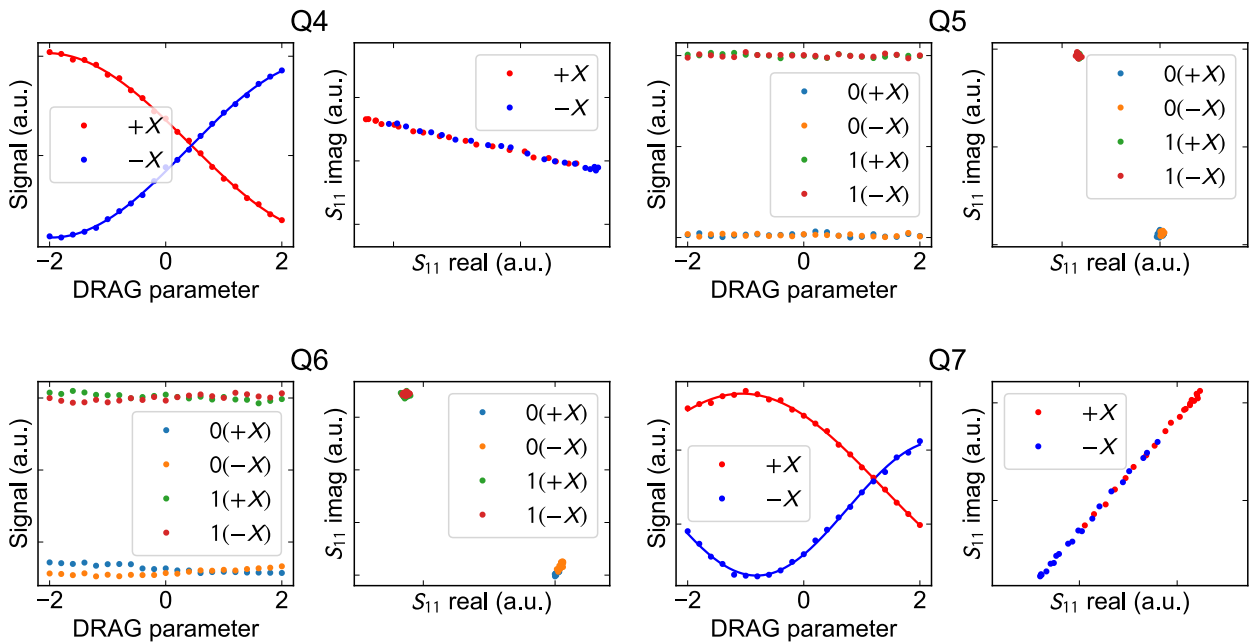 Q4
Signal (a.u.)
+X
−X
−2
0
2
DRAG parameter
S11 imag (a.u.)
+X
−X
S11 real (a.u.)
Q5
Signal (a.u.)
0(+X)
0(−X)
1(+X)
1(−X)
−2
0
2
DRAG parameter
S11 imag (a.u.)
0(+X)
0(−X)
1(+X)
1(−X)
S11 real (a.u.)
Q6
Signal (a.u.)
0(+X)
0(−X)
1(+X)
1(−X)
−2
0
2
DRAG parameter
S11 imag (a.u.)
0(+X)
0(−X)
1(+X)
1(−X)
S11 real (a.u.)
Q7
Signal (a.u.)
+X
−X
−2
0
2
DRAG parameter
S11 imag (a.u.)
+X
−X
S11 real (a.u.)